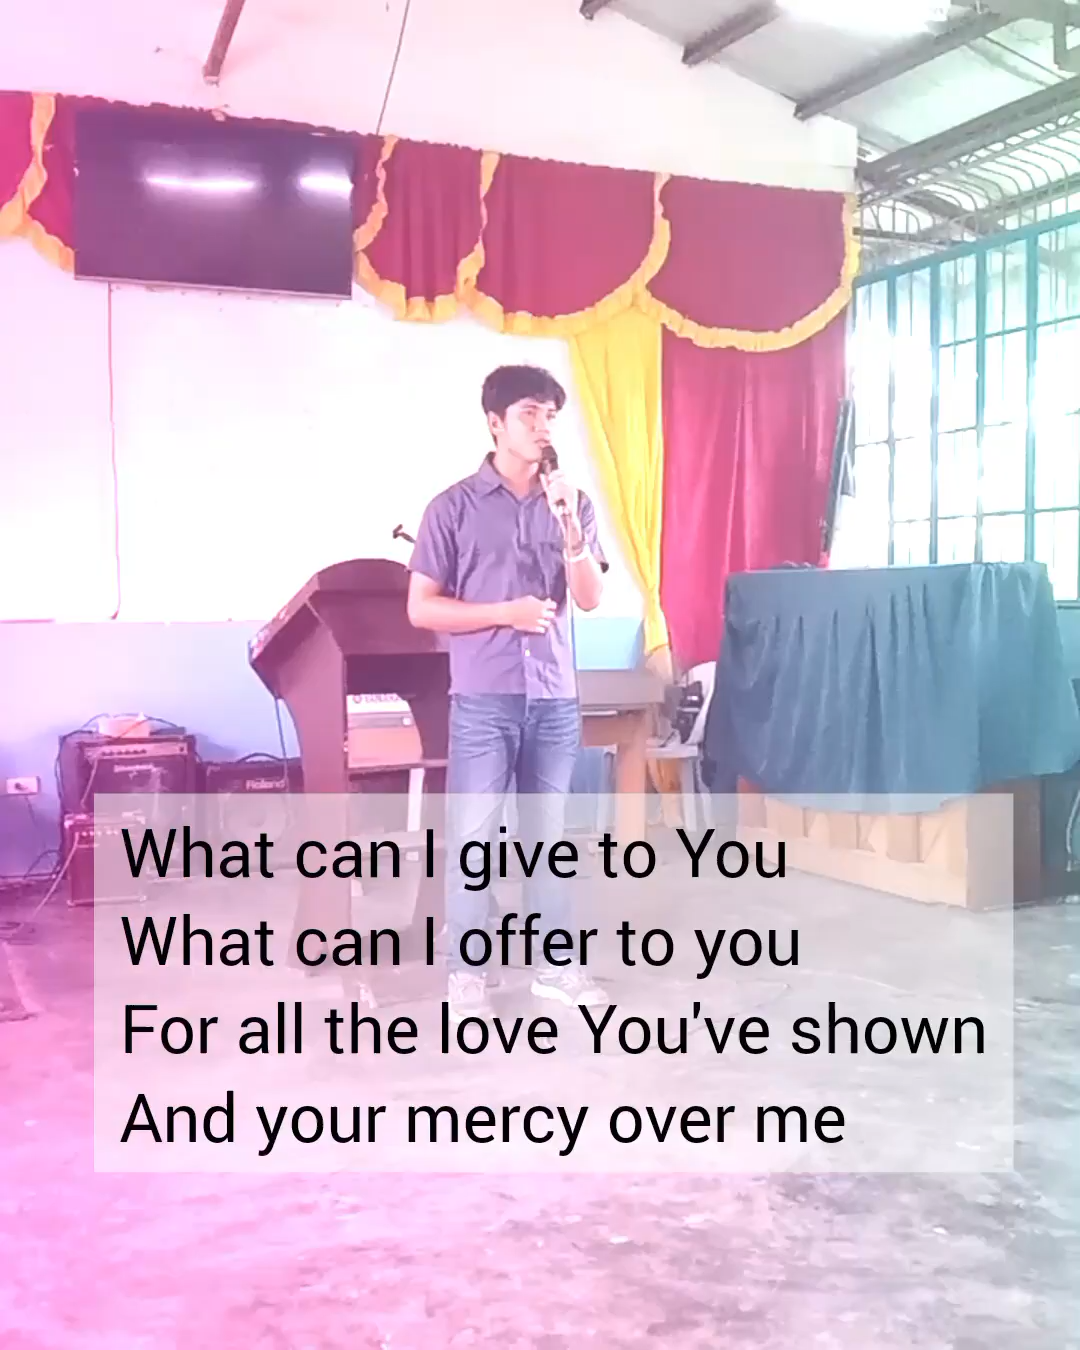 Roland
What can I give to You
What can I offer to you
For all the love You've shown
And your mercy over me